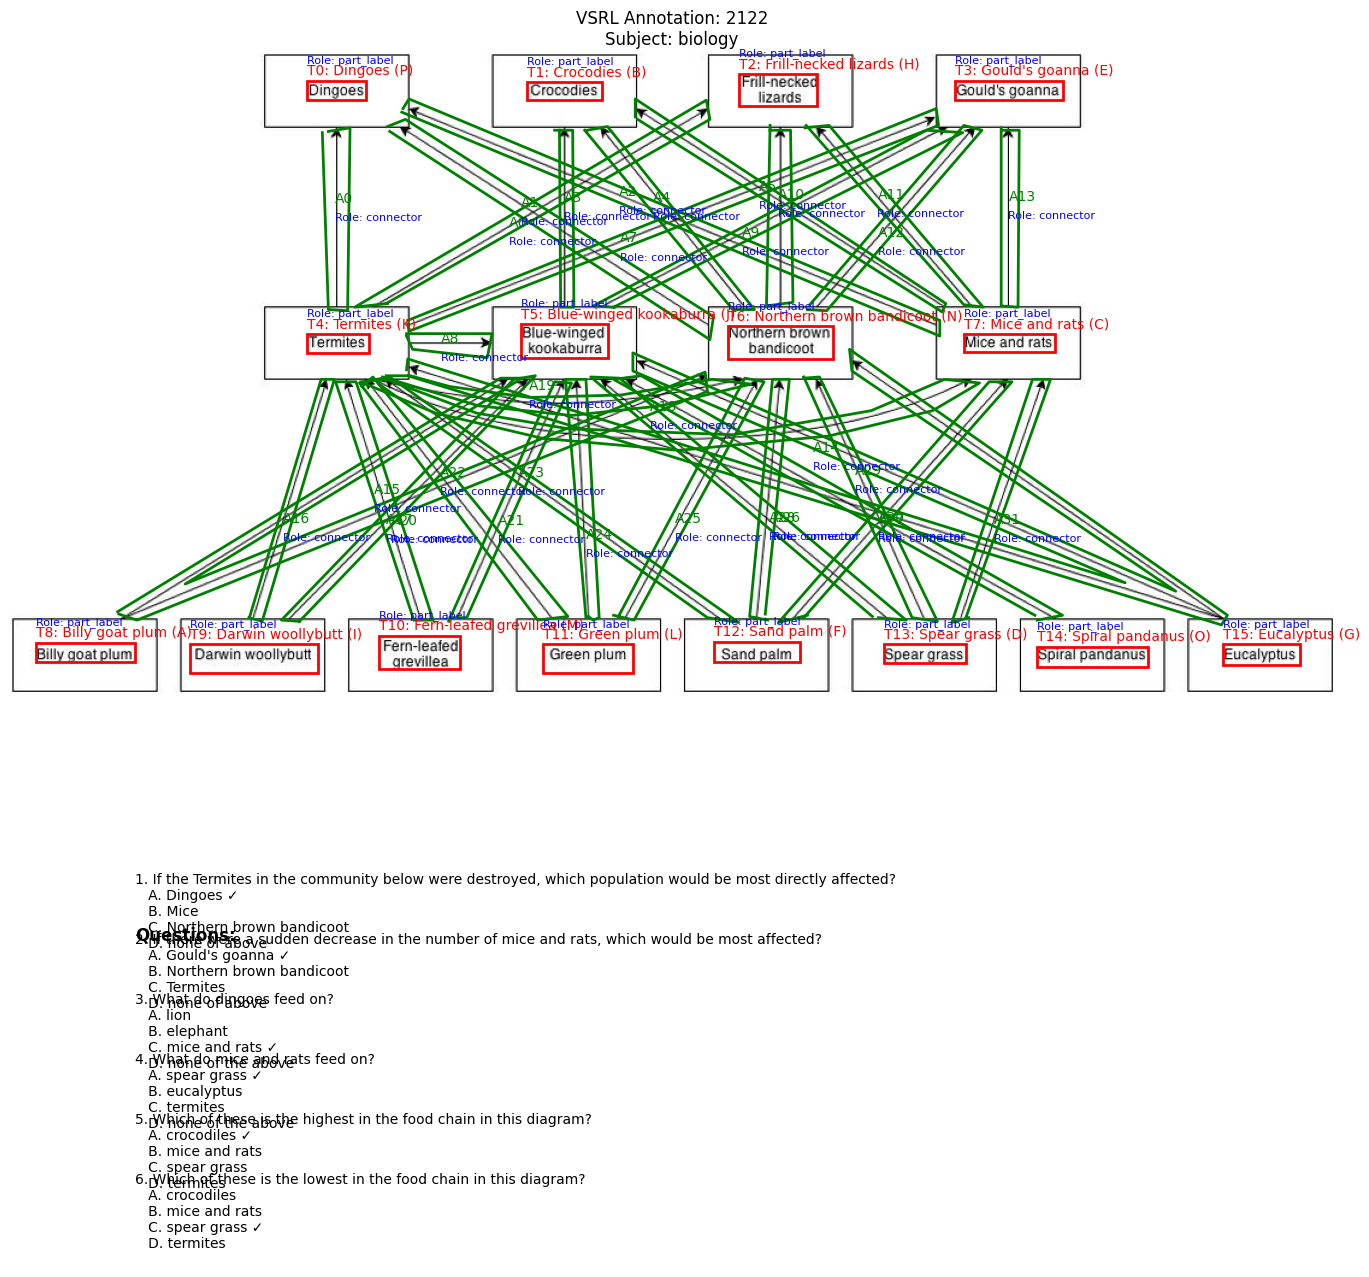 VSRL Annotation: 2122
Subject: biology
Role: part_label
T0: Dingoes (P)
Dingoes
Role: part_label
T1: Crocodies (B)
Crocodies
Role: part_label
T2: Frill-necked lizards (H)
Frill-necked
lizards
Role: part_label
T3: Gould's goanna (E)
Gould's goanna
A0
Role: connector
A1
Role: connector
A3
Role: connector
A2
Role: connector
A4
Role: connector
Role: connector
A10
Role: connector
A11
Role: connector
A13
Role: connector
Role: connector
A7
Role: connector
A9
Role: connector
A12
Role: connector
Role: part_label
T4: Termites (K)
Termites
A8
Role: connector
Role: part_label
T5: Blue-winged kookaburra (J)
Blue-winged
kookaburra
Role: part_label
T6: Northern brown bandicoot (N)
Northern brown
bandicoot
Role: part_label
T7: Mice and rats (C)
Mice and rats
A19
Role: connector
Role: connector
Role: connector
Role: connector
A22
Role: connector
A23
Role: connector
A15
Role: connector
A16
Role: connector
Role: connector
A20
Role: connector
A21
Role: connector
A24
Role: connector
A25
Role: connector
Role: connector
A26
Role: connector
Role: connector
Role: connector
A31
Role: connector
Role: part_label
T8: Billy goat plum (A)
Billy goat plum
Role: part_label
T9: Darwin woollybutt (I)
Darwin woollybutt
Role: part_label
T10: Fern-leafed grevillea (M)
Fern-leafed
grevillea
Role: part_label
T11: Green plum (L)
Green plum
Role: part_label
T12: Sand palm (F)
Sand palm
Role: part_label
T13: Spear grass (D)
Spear grass
Role: part_label
T14: Spiral pandanus (O)
Spiral pandanus
Role: part_label
T15: Eucalyptus (G)
Eucalyptus
1. If the Termites in the community below were destroyed, which population would be most directly affected?
A. Dingoes ✓
B. Mice
C. Northern brown bandicoot
D. none of above
Questions:
2. a sudden decrease in the number of mice and rats, which would be most affected?
A. Gould's goanna ✓
B. Northern brown bandicoot
C. Termites
D. none of above
3. What do dingoes feed on?
A. lion
B. elephant
C. mice and rats ✓
D. none of the above
4. What do mice and rats feed on?
A. spear grass ✓
B. eucalyptus
C. termites
D. none of the above
5. Which of these is the highest in the food chain in this diagram?
A. crocodiles ✓
B. mice and rats
C. spear grass
D. termites
6. Which of these is the lowest in the food chain in this diagram?
A. crocodiles
B. mice and rats
C. spear grass ✓
D. termites